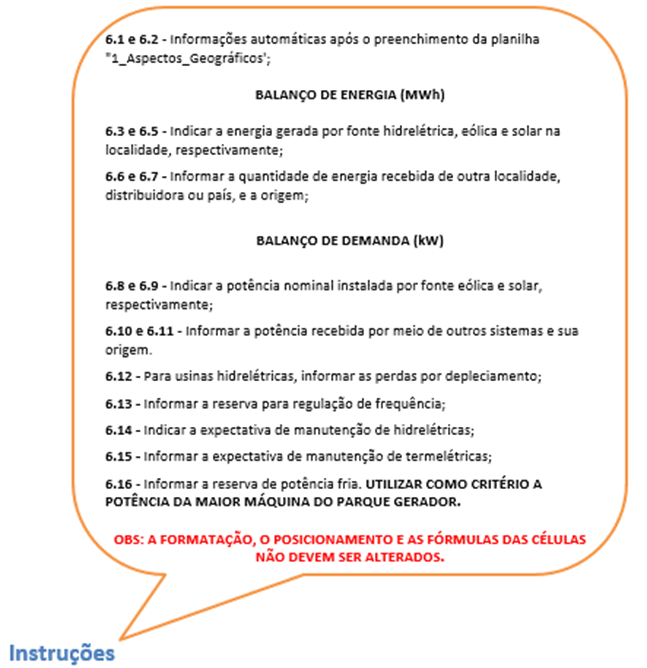 6.1 e 6.2 - Informações automáticas após o preenchimento da planilha
"1_Aspectos_Geográficos';
BALANÇO DE ENERGIA (MWh)
6.3 e 6.5 - Indicar a energia gerada por fonte hidrelétrica, eólica e solar na
localidade, respectivamente;
6.6 e 6.7 - Informar a quantidade de energia recebida de outra localidade,
distribuidora ou país, e a origem;
BALANÇO DE DEMANDA (kW)
6.8 e 6.9 - Indicar a potência nominal instalada por fonte eólica e solar,
respectivamente;
6.10 e 6.11 - Informar a potência recebida por meio de outros sistemas e sua
origem.
6.12 - Para usinas hidrelétricas, informar as perdas por depleciamento;
6.13 - Informar a reserva para regulação de frequência;
6.14 - Indicar a expectativa de manutenção de hidrelétricas;
6.15 - Informar a expectativa de manutenção de termelétricas;
6.16 - Informar a reserva de potência fria. UTILIZAR COMO CRITÉRIO A
POTÊNCIA DA MAIOR MÁQUINA DO PARQUE GERADOR.
OBS: A FORMATAÇÃO, O POSICIONAMENTO E AS FÓRMULAS DAS CÉLULAS
NÃO DEVEM SER ALTERADOS.
Instruções